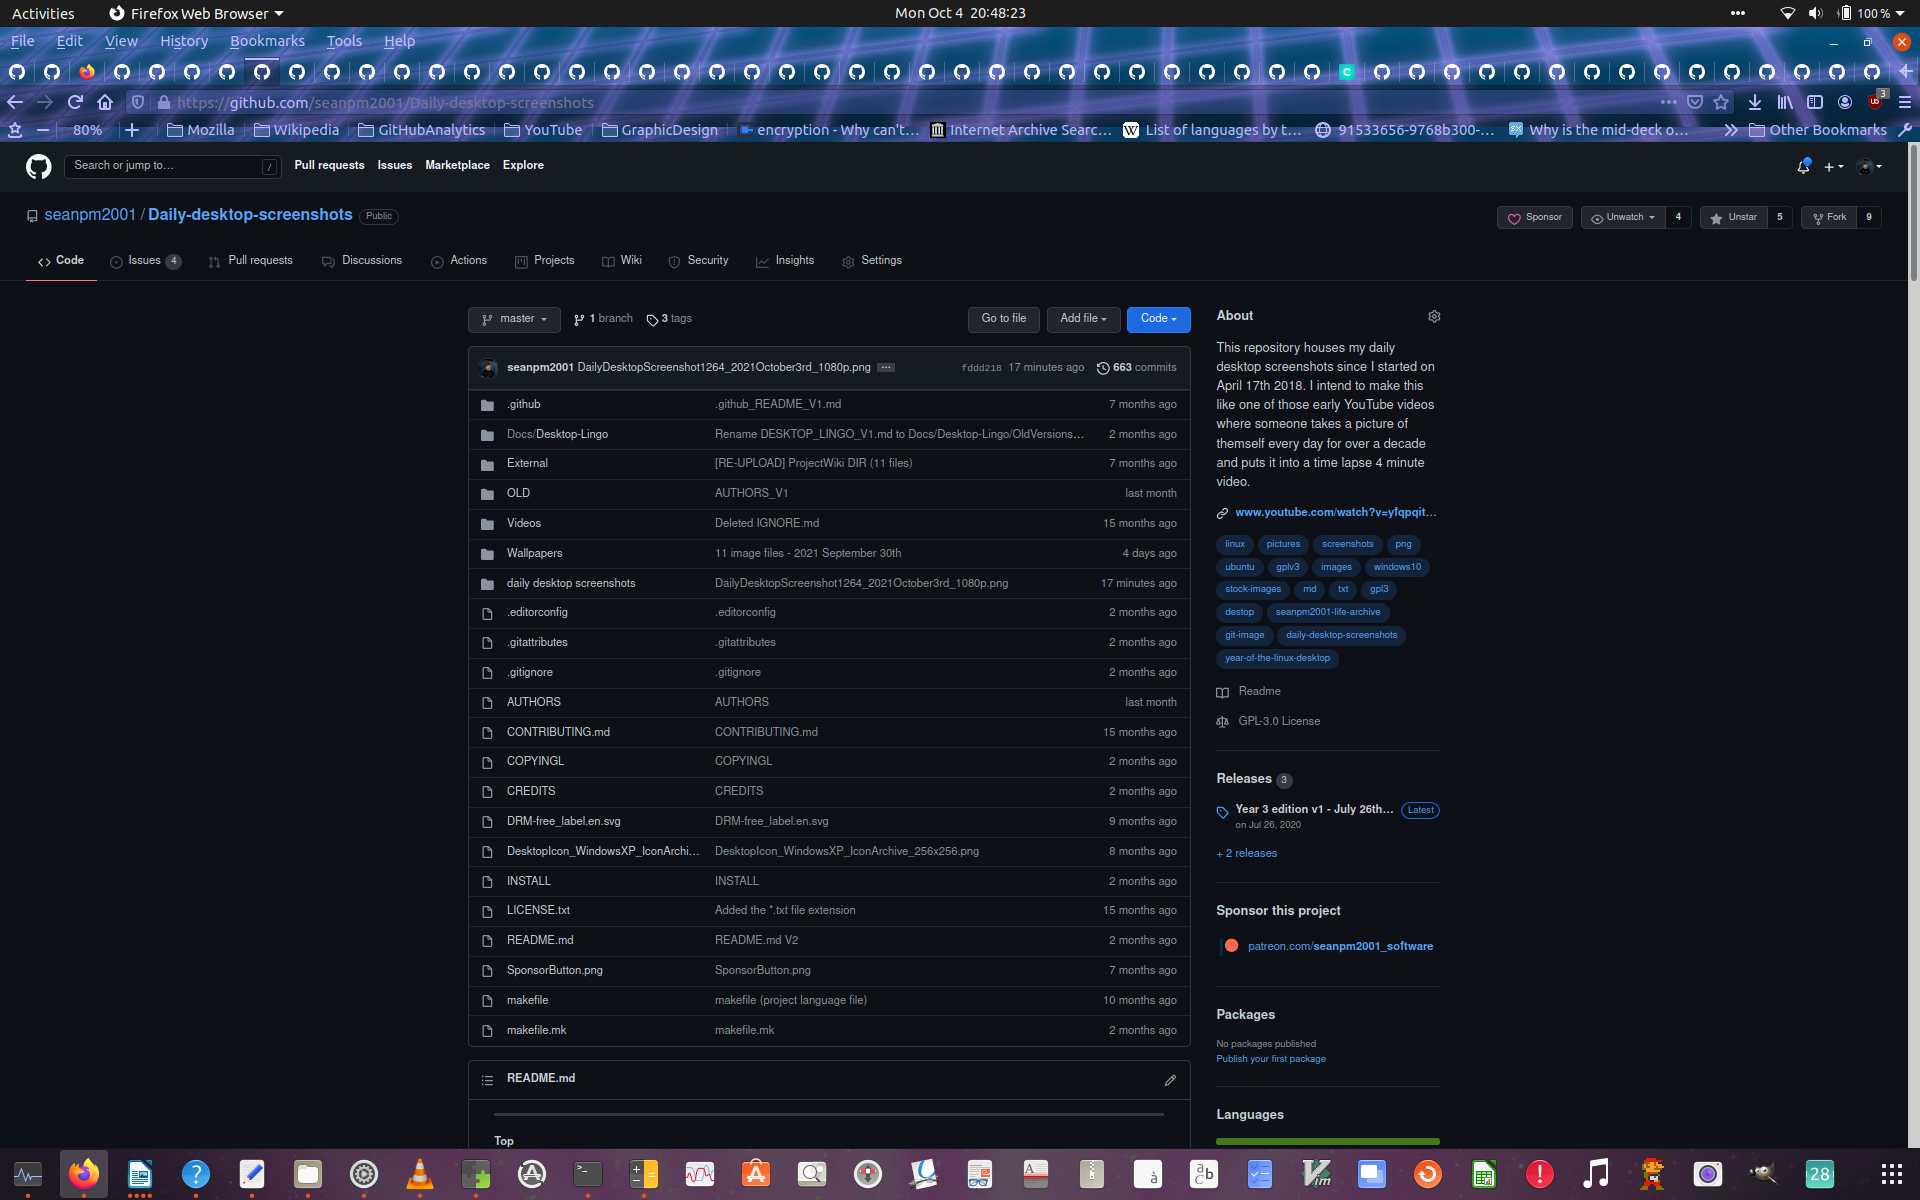 Activities Firefox Web Browser Mon Oct 4 20:48:23 100 %
File Edit View History Bookmarks Tools Help
https://github.com/seanpm2001/Daily-desktop-screenshots 3
80% Mozilla Wikipedia GitHubAnalytics YouTube GraphicDesign encryption - Why can't… Internet Archive Searc… List of languages by t… 91533656-9768b300-… Why is the mid-deck o… Other Bookmarks
Search or jump to… / Pull requests Issues Marketplace Explore
seanpm2001 / Daily-desktop-screenshots Public Sponsor Unwatch 4 Unstar 5 Fork 9
Code Issues 4 Pull requests Discussions Actions Projects Wiki Security Insights Settings
master 1 branch 3 tags Go to file Add file Code
seanpm2001 DailyDesktopScreenshot1264_2021October3rd_1080p.png fddd218 17 minutes ago 663 commits
.github .github_README_V1.md 7 months ago
Docs/Desktop-Lingo Rename DESKTOP_LINGO_V1.md to Docs/Desktop-Lingo/OldVersions… 2 months ago
External [RE-UPLOAD] ProjectWiki DIR (11 files) 7 months ago
OLD AUTHORS_V1 last month
Videos Deleted IGNORE.md 15 months ago
Wallpapers 11 image files - 2021 September 30th 4 days ago
daily desktop screenshots DailyDesktopScreenshot1264_2021October3rd_1080p.png 17 minutes ago
.editorconfig .editorconfig 2 months ago
.gitattributes .gitattributes 2 months ago
.gitignore .gitignore 2 months ago
AUTHORS AUTHORS last month
CONTRIBUTING.md CONTRIBUTING.md 15 months ago
COPYINGL COPYINGL 2 months ago
CREDITS CREDITS 2 months ago
DRM-free_label.en.svg DRM-free_label.en.svg 9 months ago
DesktopIcon_WindowsXP_IconArchi… DesktopIcon_WindowsXP_IconArchive_256x256.png 8 months ago
INSTALL INSTALL 2 months ago
LICENSE.txt Added the *.txt file extension 15 months ago
README.md README.md V2 2 months ago
SponsorButton.png SponsorButton.png 7 months ago
makefile makefile (project language file) 10 months ago
makefile.mk makefile.mk 2 months ago
README.md
Top
About
This repository houses my daily
desktop screenshots since I started on
April 17th 2018. I intend to make this
like one of those early YouTube videos
where someone takes a picture of
themself every day for over a decade
and puts it into a time lapse 4 minute
video.
www.youtube.com/watch?v=yfqpqit…
linux pictures screenshots png
ubuntu gplv3 images windows10
stock-images md txt gpl3
destop seanpm2001-life-archive
git-image daily-desktop-screenshots
year-of-the-linux-desktop
Readme
GPL-3.0 License
Releases 3
Year 3 edition v1 - July 26th… Latest
on Jul 26, 2020
+ 2 releases
Sponsor this project
patreon.com/seanpm2001_software
Packages
No packages published
Publish your first package
Languages
28